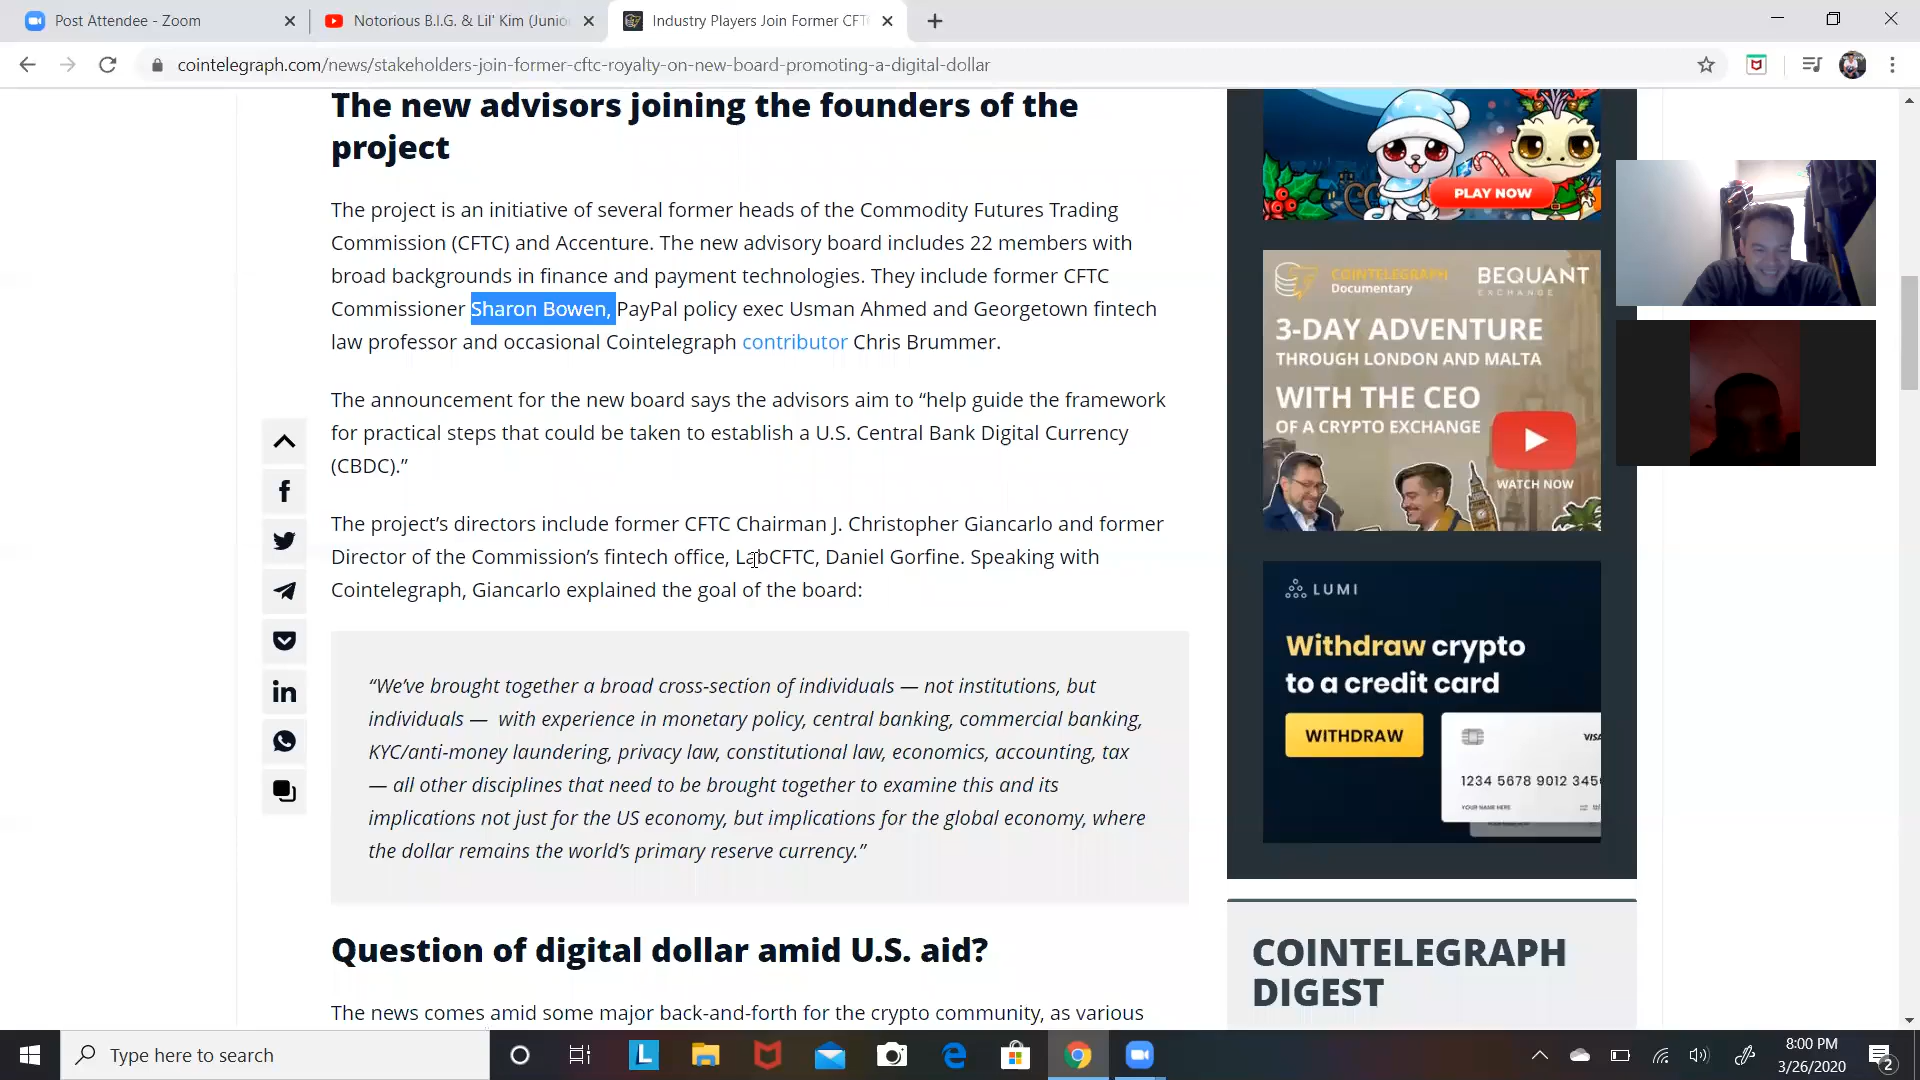 Post Attendee - Zoom
Notorious B.I.G. & Lil' Kim (Junio
Industry Players Join Former CFT
cointelegraph.com/news/stakeholders-join-former-cftc-royalty-on-new-board-promoting-a-digital-dollar
The new advisors joining the founders of the
project
The project is an initiative of several former heads of the Commodity Futures Trading
Commission (CFTC) and Accenture. The new advisory board includes 22 members with
broad backgrounds in finance and payment technologies. They include former CFTC
Commissioner Sharon Bowen, PayPal policy exec Usman Ahmed and Georgetown fintech
law professor and occasional Cointelegraph contributor Chris Brummer.
The announcement for the new board says the advisors aim to “help guide the framework
for practical steps that could be taken to establish a U.S. Central Bank Digital Currency
(CBDC).”
The project’s directors include former CFTC Chairman J. Christopher Giancarlo and former
Director of the Commission’s fintech office, LabCFTC, Daniel Gorfine. Speaking with
Cointelegraph, Giancarlo explained the goal of the board:
“We’ve brought together a broad cross-section of individuals — not institutions, but
individuals —  with experience in monetary policy, central banking, commercial banking,
KYC/anti-money laundering, privacy law, constitutional law, economics, accounting, tax
— all other disciplines that need to be brought together to examine this and its
implications not just for the US economy, but implications for the global economy, where
the dollar remains the world’s primary reserve currency.”
Question of digital dollar amid U.S. aid?
The news comes amid some major back-and-forth for the crypto community, as various
PLAY NOW
COINTELEGRAPH
Documentary
BEQUANT
EXCHANGE
3-DAY ADVENTURE
THROUGH LONDON AND MALTA
WITH THE CEO
OF A CRYPTO EXCHANGE
WATCH NOW
LUMI
Withdraw crypto
to a credit card
WITHDRAW
VISA
1234 5678 9012 345
YOUR NAME HERE
COINTELEGRAPH
DIGEST
Type here to search
8:00 PM
3/26/2020
2